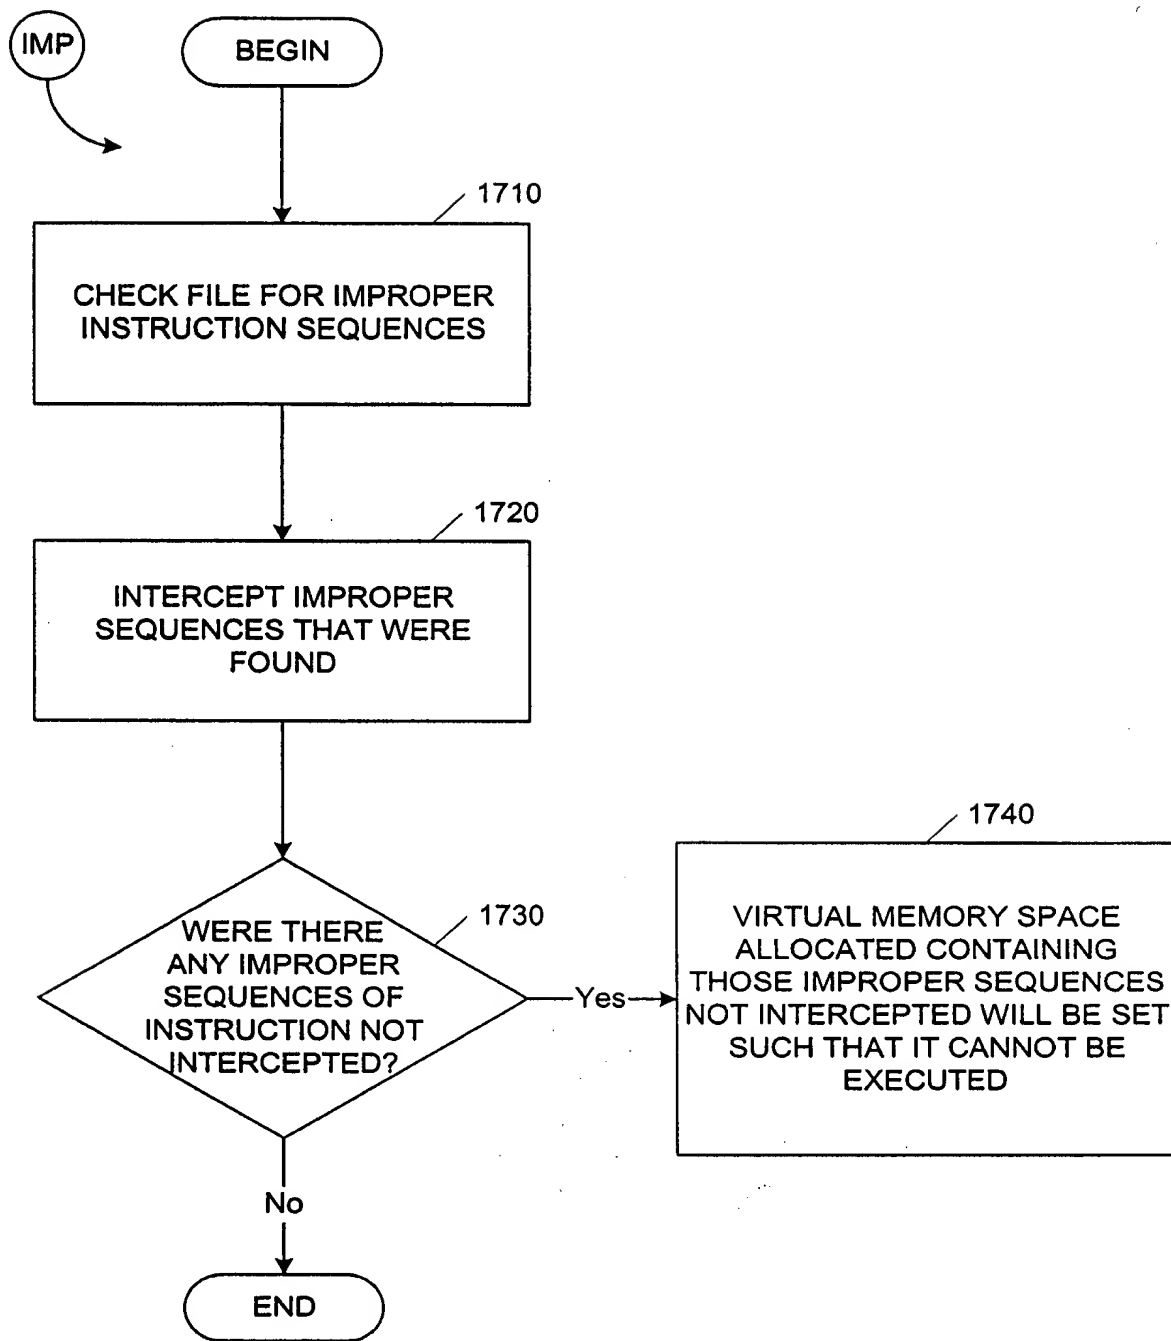 IMP
BEGIN
1710
CHECK FILE FOR IMPROPER
INSTRUCTION SEQUENCES
1720
INTERCEPT IMPROPER
SEQUENCES THAT WERE
FOUND
1730
WERE THERE
ANY IMPROPER
SEQUENCES OF
INSTRUCTION NOT
INTERCEPTED?
Yes
1740
VIRTUAL MEMORY SPACE
ALLOCATED CONTAINING
THOSE IMPROPER SEQUENCES
NOT INTERCEPTED WILL BE SET
SUCH THAT IT CANNOT BE
EXECUTED
No
END